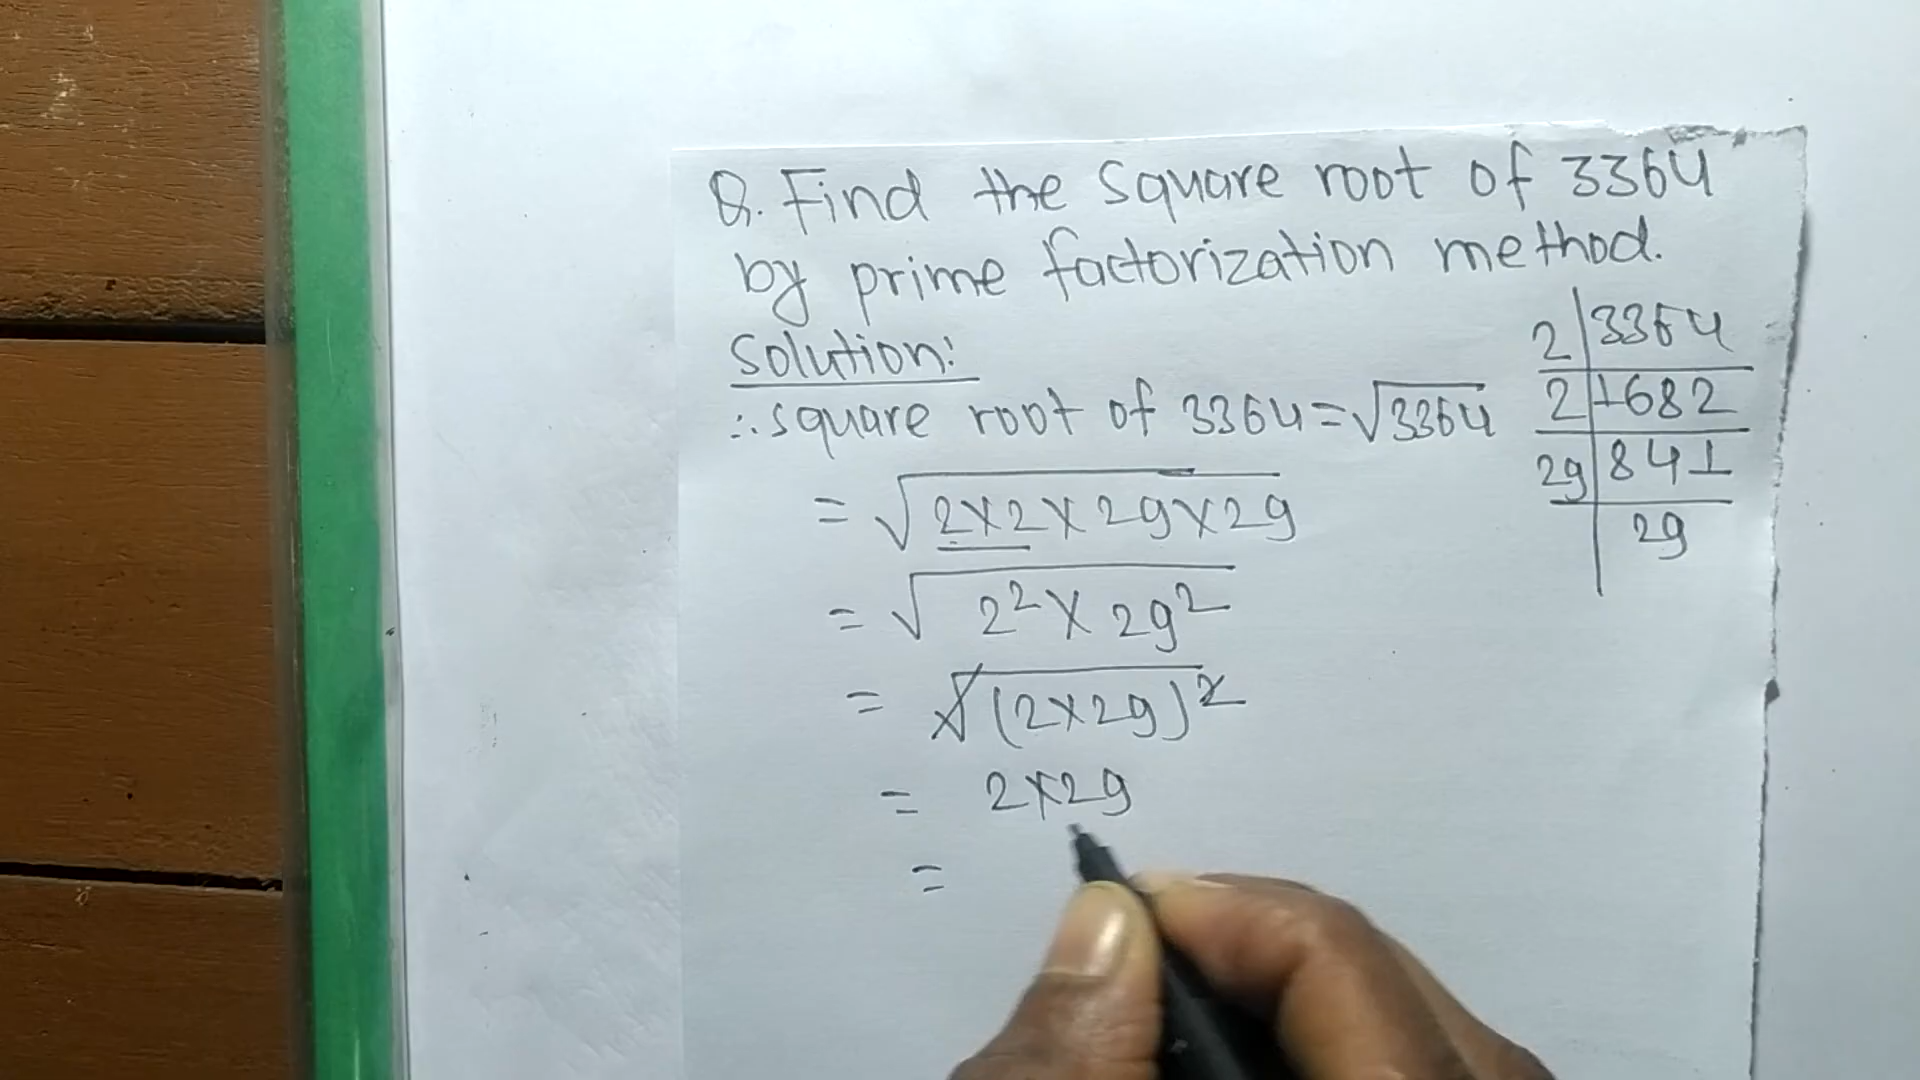 Q. Find the square root of 3364
by prime factorization method.
Solution:
∴ square root of 3364 = √3364
= √2×2×29×29
= √2²×29²
= √(2×29)²
= 2×29
=
2 | 3364
2 | 1682
29 | 841
29